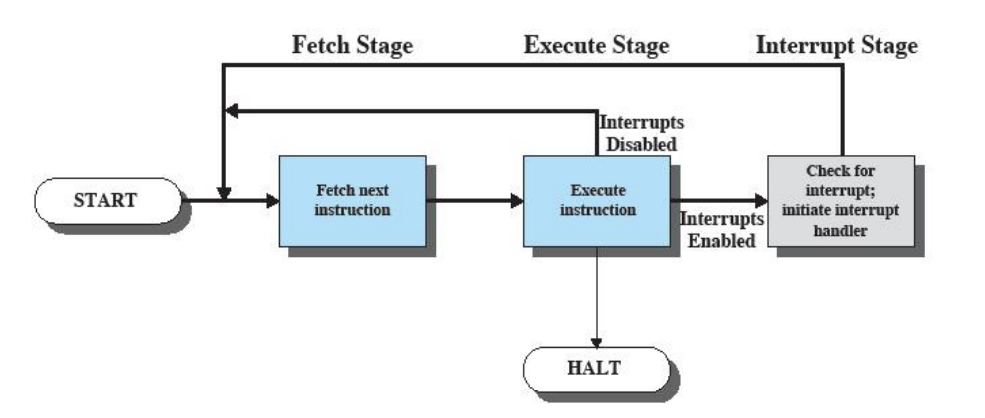 Fetch Stage
Execute Stage
Interrupt Stage
Interrupts
Disabled
START
Fetch next
instruction
Execute
instruction
Interrupts
Enabled
Check for
interrupt;
initiate interrupt
handler
HALT